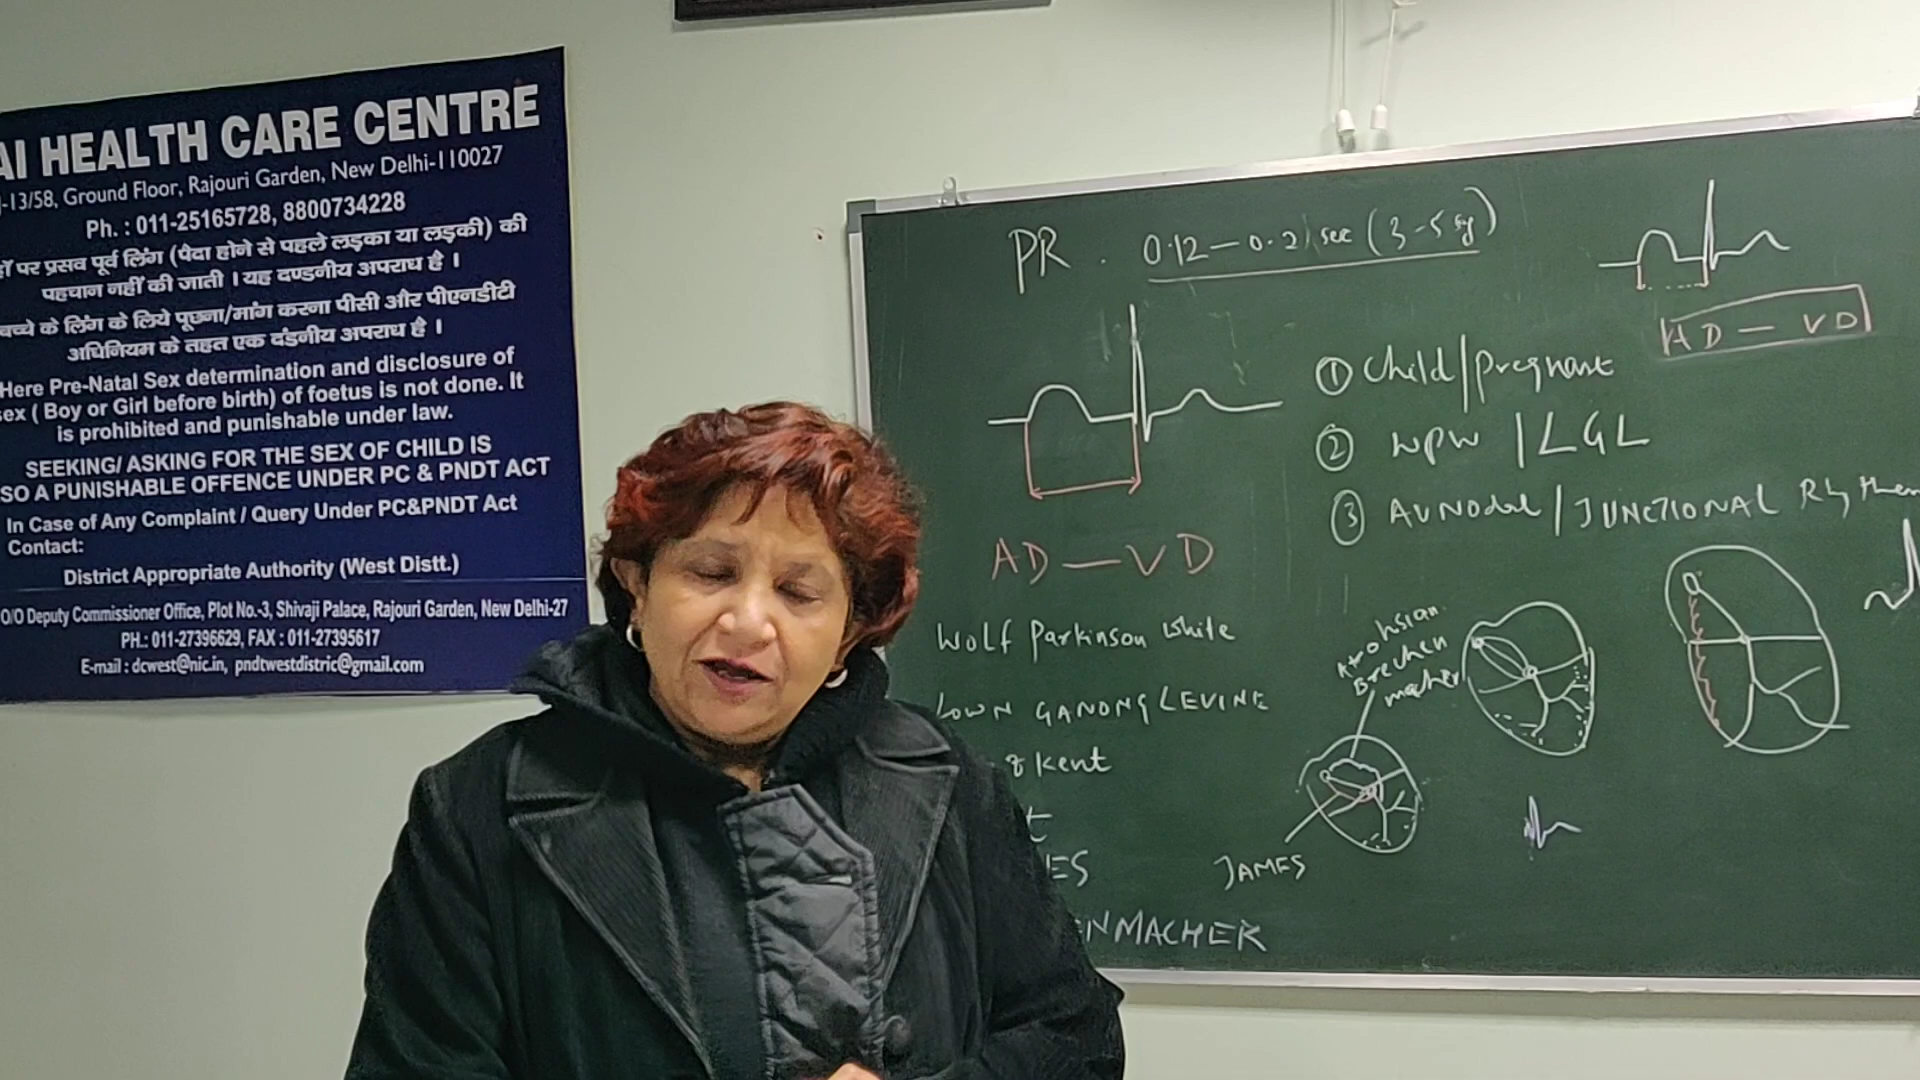 AI HEALTH CARE CENTRE
J-13/58, Ground Floor, Rajouri Garden, New Delhi-110027
Ph. : 011-25165728, 8800734228
पर प्रसव पूर्व लिंग (पैदा होने से पहले लड़का या लड़की) की
पहचान नहीं की जाती । यह दण्डनीय अपराध है ।
बच्चे के लिंग के लिये पूछना/मांग करना पीसी और पीएनडीटी
अधिनियम के तहत एक दंडनीय अपराध है ।
Here Pre-Natal Sex determination and disclosure of
sex ( Boy or Girl before birth) of foetus is not done. It
is prohibited and punishable under law.
SEEKING/ ASKING FOR THE SEX OF CHILD IS
SO A PUNISHABLE OFFENCE UNDER PC & PNDT ACT
In Case of Any Complaint / Query Under PC&PNDT Act
Contact:
District Appropriate Authority (West Distt.)
O/O Deputy Commissioner Office, Plot No.-3, Shivaji Palace, Rajouri Garden, New Delhi-27
PH.: 011-27396629, FAX : 011-27395617
E-mail : dcwest@nic.in, pndtwestdistric@gmail.com
PR . 0.12 — 0.21 sec (3-5 sq)
AD — VD
① Child/pregnant
② WPW / LGL
③ AV Nodal / JUNCTIONAL Rhythem
AD — VD
Wolf Parkinson White
LOWN GANONG LEVINE
Kent
ES
ENMACHER
Atrohsian
Brechen
macher
JAMES